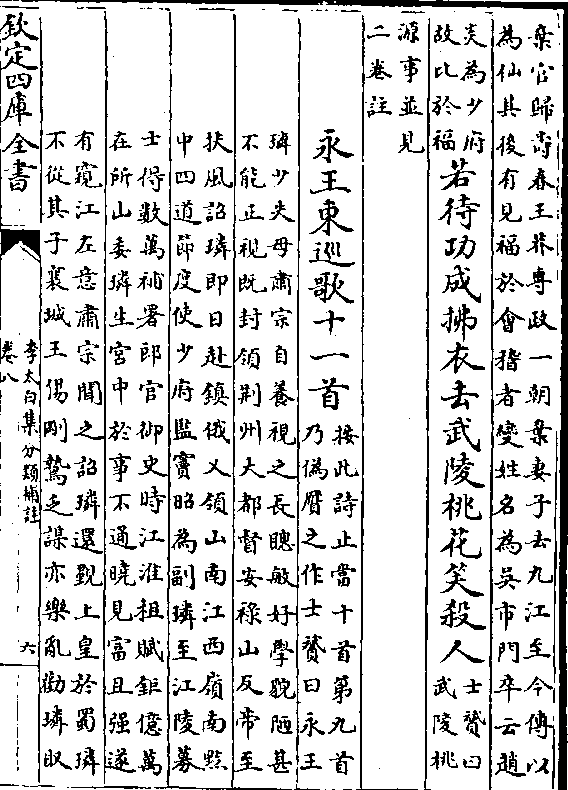 棄官歸壽春王莽專政一朝棄妻子去九江至今傳以
為仙其後有見福於會稽者變姓名為吳市門卒云趙
炎為少府
故比於福
若待功成拂衣去武陵桃花笑殺人
士贇曰
武陵桃
源事並見
二卷註
永王東巡歌十一首
按此詩止當十首第九首
乃偽贋之作士贇曰永王
璘少失母肅宗自養視之長聰敏好學貌陋甚
不能正視既封領荊州大都督安祿山反帝至
扶風詔璘即日赴鎮俄又領山南江西嶺南黔
中四道節度使少府監竇昭為副璘至江陵募
士得數萬補署郎官御史時江淮租賦鉅億萬
在所山委璘生宮中於事不通曉見富且强遂
有窺江左意肅宗聞之詔璘還覲上皇於蜀璘
不從其子襄城王偒剛鷙乏謀亦樂亂勸璘取
欽定四庫全書
李太白集分類補註
卷八
六